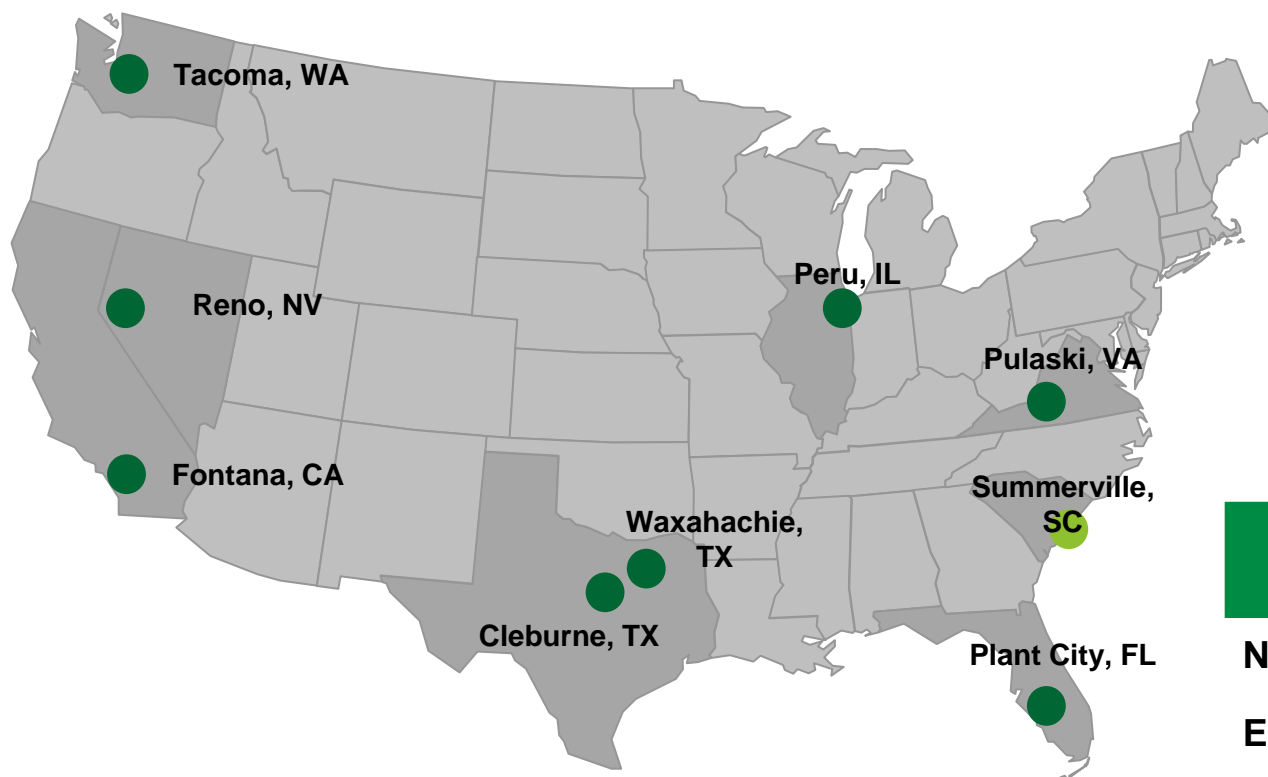 Tacoma, WA
Peru, IL
Reno, NV
Pulaski, VA
Fontana, CA
Summerville,
SC
Waxahachie,
TX
Cleburne, TX
Plant City, FL
N
E